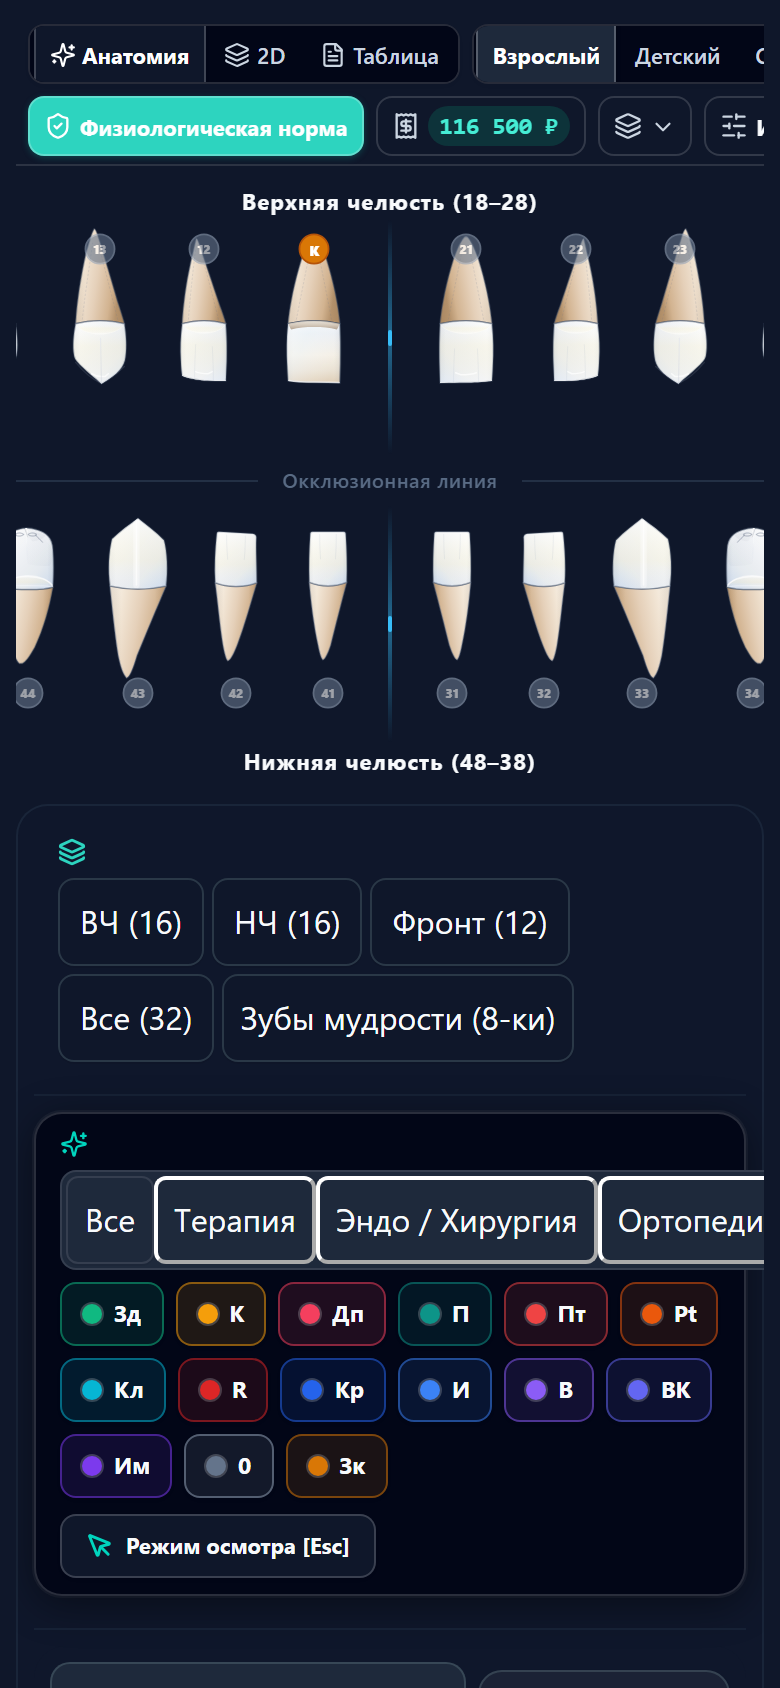 Анатомия 2D Таблица Взрослый Детский
Физиологическая норма 116 500 ₽
Верхняя челюсть (18–28)
13 12 К 21 22 23
Окклюзионная линия
44 43 42 41 31 32 33 34
Нижняя челюсть (48–38)
ВЧ (16) НЧ (16) Фронт (12)
Все (32) Зубы мудрости (8-ки)
Все Терапия Эндо / Хирургия Ортопеди
Зд К Дп П Пт Pt
Кл R Кр И В ВК
Им 0 Зк
Режим осмотра [Esc]